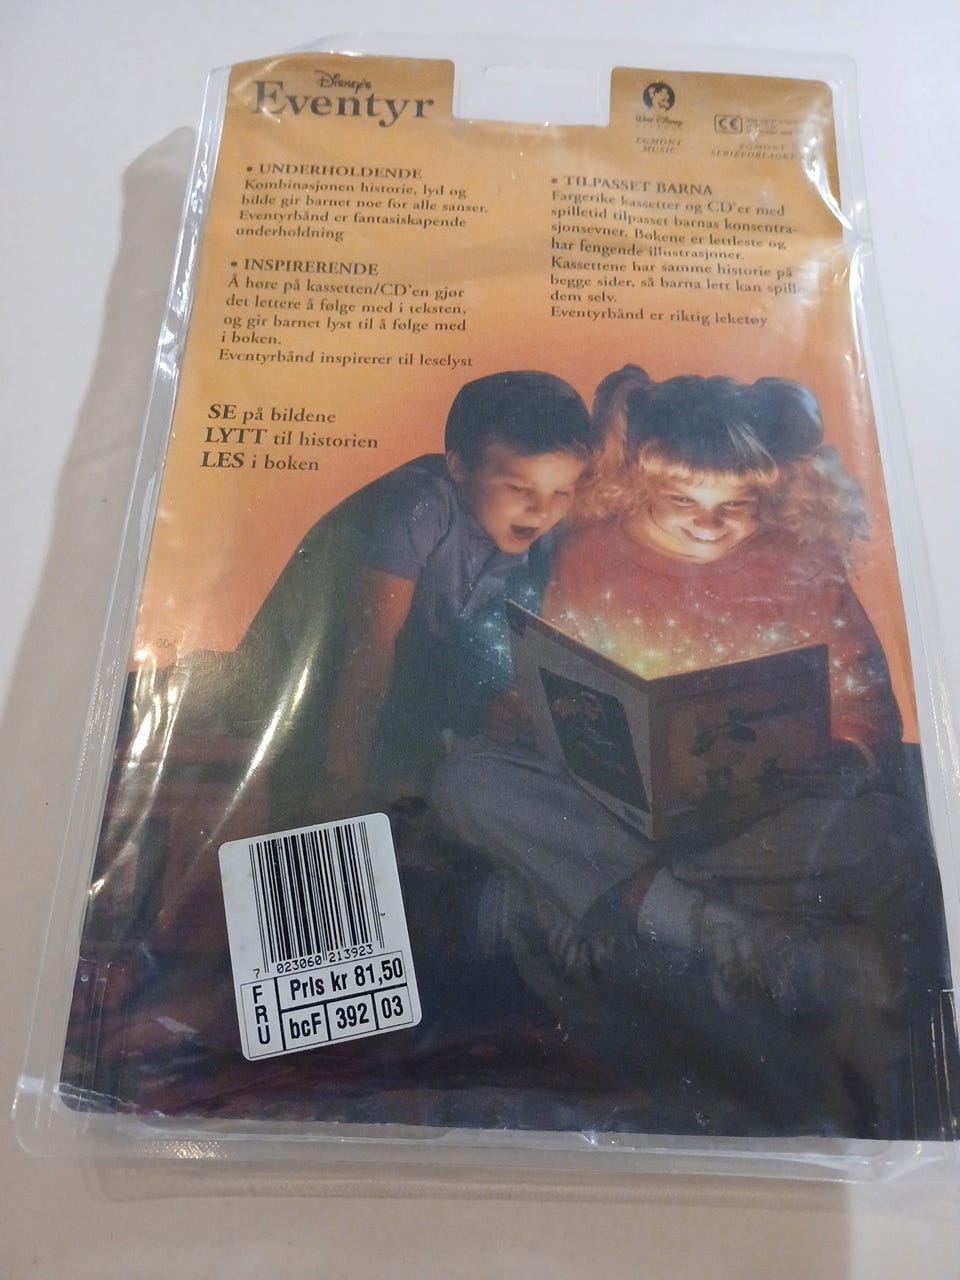 Disney's
Eventyr
Walt Disney
EGMONT
MUSIC
CE
EGMONT
SERIEFORLAGET
• UNDERHOLDENDE
Kombinasjonen historie, lyd og
bilde gir barnet noe for alle sanser.
Eventyrbånd er fantasiskapende
underholdning
• INSPIRERENDE
Å høre på kassetten/CD'en gjør
det lettere å følge med i teksten,
og gir barnet lyst til å følge med
i boken.
Eventyrbånd inspirerer til leselyst
SE på bildene
LYTT til historien
LES i boken
• TILPASSET BARNA
Fargerike kassetter og CD'er med
spilletid tilpasset barnas konsentra-
sjonsevner. Bøkene er lettleste og
har fengende illustrasjoner.
Kassettene har samme historie på
begge sider, så barna lett kan spille
dem selv.
Eventyrbånd er riktig leketøy
7 023060 213923
FRU
Pris kr 81,50
bcF 392 03